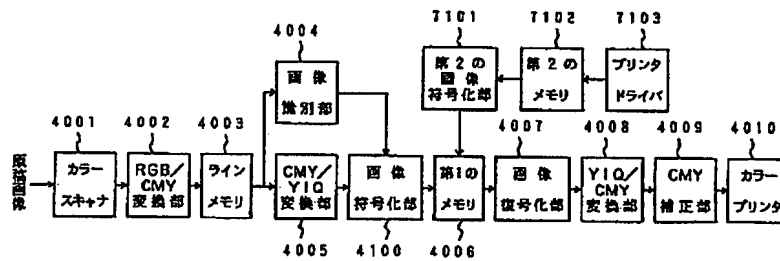 7101
7102
7103
4004
第2の
画像
符号化部
第2の
メモリ
プリンタ
ドライバ
画像
識別部
4001
4002
4003
4007
4008
4009
4010
原稿画像
カラー
スキャナ
RGB/
CMY
変換部
ライン
メモリ
CMY/
YIQ
変換部
画像
符号化部
第1の
メモリ
画像
復号化部
YIQ/
CMY
変換部
CMY
補正部
カラー
プリンタ
4005
4100
4006